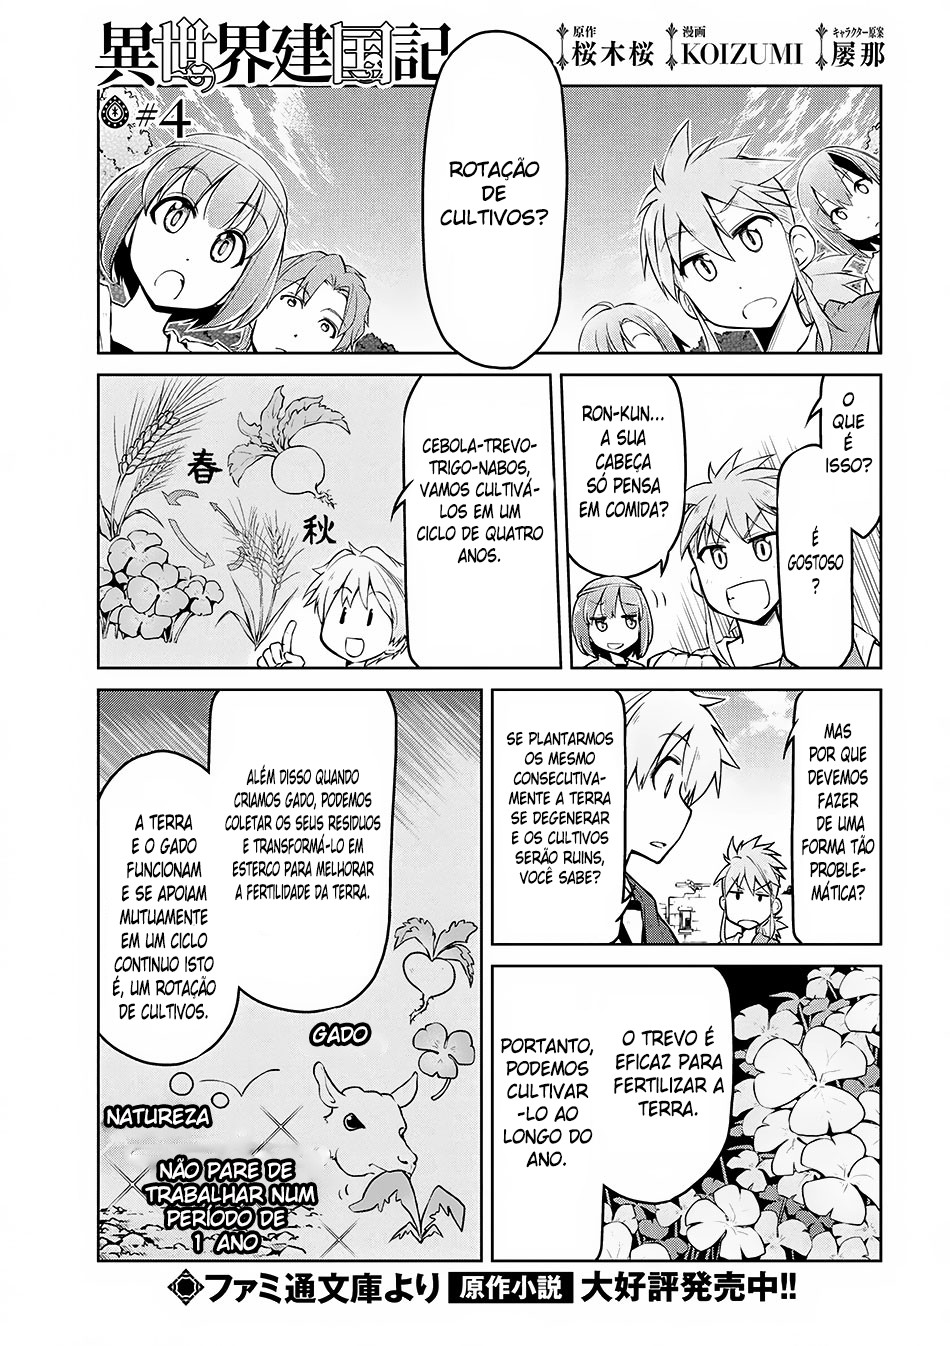 異世界建国記
#4
原作
桜木桜
漫画
KOIZUMI
キャラクター原案
屡那
ROTAÇÃO
DE
CULTIVOS?
O
QUE
É
ISSO?
É
GOSTOSO
?
RON-KUN...
A SUA
CABEÇA
SÓ PENSA
EM COMIDA?
CEBOLA-TREVO-
TRIGO-NABOS,
VAMOS CULTIVÁ-
LOS EM UM
CICLO DE QUATRO
ANOS.
春
秋
MAS
POR QUE
DEVEMOS
FAZER
DE UMA
FORMA TÃO
PROBLE-
MÁTICA?
SE PLANTARMOS
OS MESMO
CONSECUTIVA-
MENTE A TERRA
SE DEGENERAR
E OS CULTIVOS
SERÃO RUINS,
VOCÊ SABE?
O TREVO É
EFICAZ PARA
FERTILIZAR A
TERRA.
PORTANTO,
PODEMOS
CULTIVAR
-LO AO
LONGO DO
ANO.
ALÉM DISSO QUANDO
CRIAMOS GADO, PODEMOS
COLETAR OS SEUS RESIDUOS
E TRANSFORMÁ-LO EM
ESTERCO PARA MELHORAR
A FERTILIDADE DA TERRA.
A TERRA
E O GADO
FUNCIONAM
E SE APOIAM
MUTUAMENTE
EM UM CICLO
CONTINUO ISTO
É, UM ROTAÇÃO
DE CULTIVOS.
GADO
NATUREZA
NÃO PARE DE
TRABALHAR NUM
PERÍODO DE
1 ANO
ファミ通文庫より 原作小説 大好評発売中!!